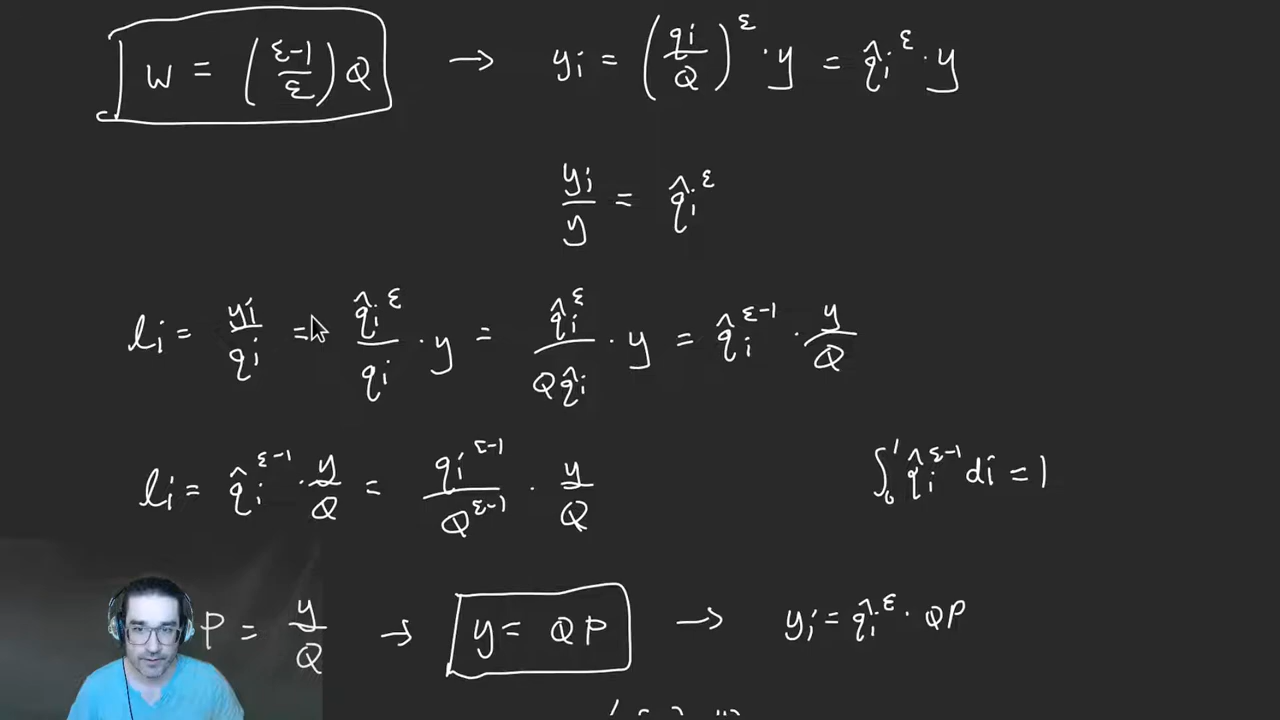 w = (ε-1/ε) Q → yi = (qi/Q)^ε · y = q̂i^ε · y
yi/y = q̂i^ε
li = yi/qi = q̂i^ε/qi · y = q̂i^ε/Qq̂i · y = q̂i^ε-1 · y/Q
li = q̂i^ε-1 · y/Q = qi^ε-1/Q^ε-1 · y/Q
∫₀¹ q̂i^ε-1 di = 1
P = y/Q → y = QP → yi = q̂i^ε · QP